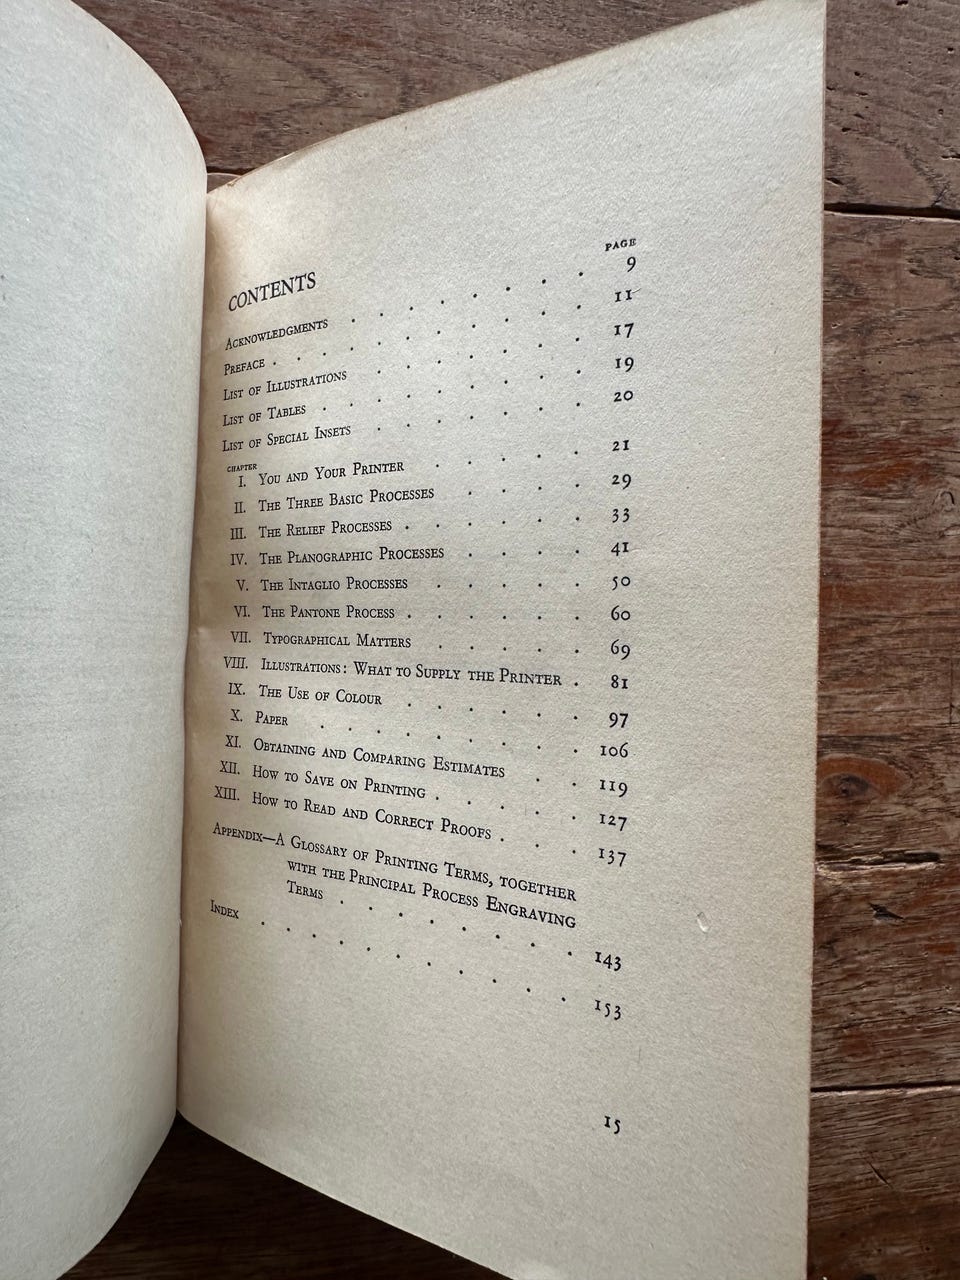 CONTENTS
PAGE
ACKNOWLEDGMENTS . . . . . . . . 9
PREFACE . . . . . . . . . . 11
LIST OF ILLUSTRATIONS . . . . . . . 17
LIST OF TABLES . . . . . . . . 19
LIST OF SPECIAL INSETS . . . . . . . 20
CHAPTER
I. YOU AND YOUR PRINTER . . . . . 21
II. THE THREE BASIC PROCESSES . . . . 29
III. THE RELIEF PROCESSES . . . . . . 33
IV. THE PLANOGRAPHIC PROCESSES . . . . 41
V. THE INTAGLIO PROCESSES . . . . . 50
VI. THE PANTONE PROCESS . . . . . . 60
VII. TYPOGRAPHICAL MATTERS . . . . . 69
VIII. ILLUSTRATIONS: WHAT TO SUPPLY THE PRINTER . 81
IX. THE USE OF COLOUR . . . . . . 97
X. PAPER . . . . . . . . 106
XI. OBTAINING AND COMPARING ESTIMATES . . 119
XII. HOW TO SAVE ON PRINTING . . . . . 127
XIII. HOW TO READ AND CORRECT PROOFS . . . 137
APPENDIX—A GLOSSARY OF PRINTING TERMS, TOGETHER
WITH THE PRINCIPAL PROCESS ENGRAVING
TERMS . . . . . . . . 143
INDEX . . . . . . . . . 153
15